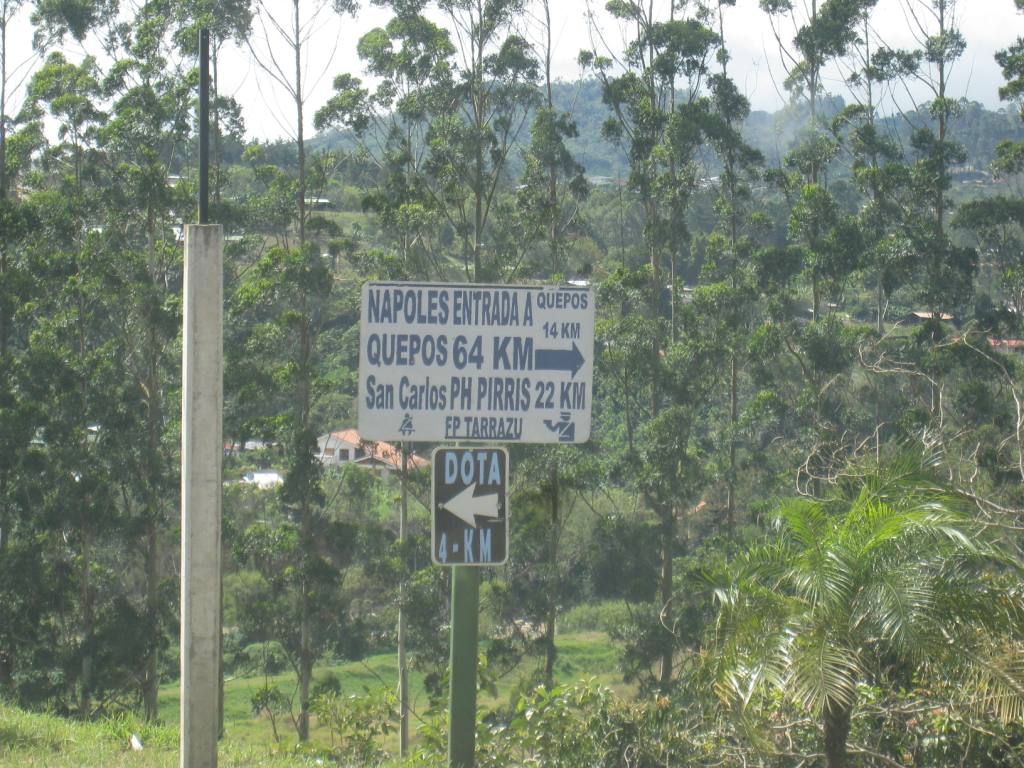 NAPOLES ENTRADA A QUEPOS
14 KM
QUEPOS 64 KM
San Carlos PH PIRRIS 22 KM
FP TARRAZU
DOTA
4-KM